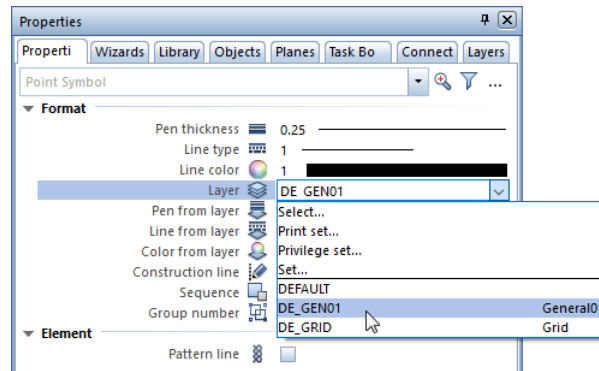 Properties
Properti Wizards Library Objects Planes Task Bo Connect Layers
Point Symbol ...
Format
Pen thickness 0.25
Line type 1
Line color 1
Layer DE_GEN01
Pen from layer Select...
Line from layer Print set...
Color from layer Privilege set...
Construction line Set...
Sequence DEFAULT
Group number DE_GEN01 General0
DE_GRID Grid
Element
Pattern line